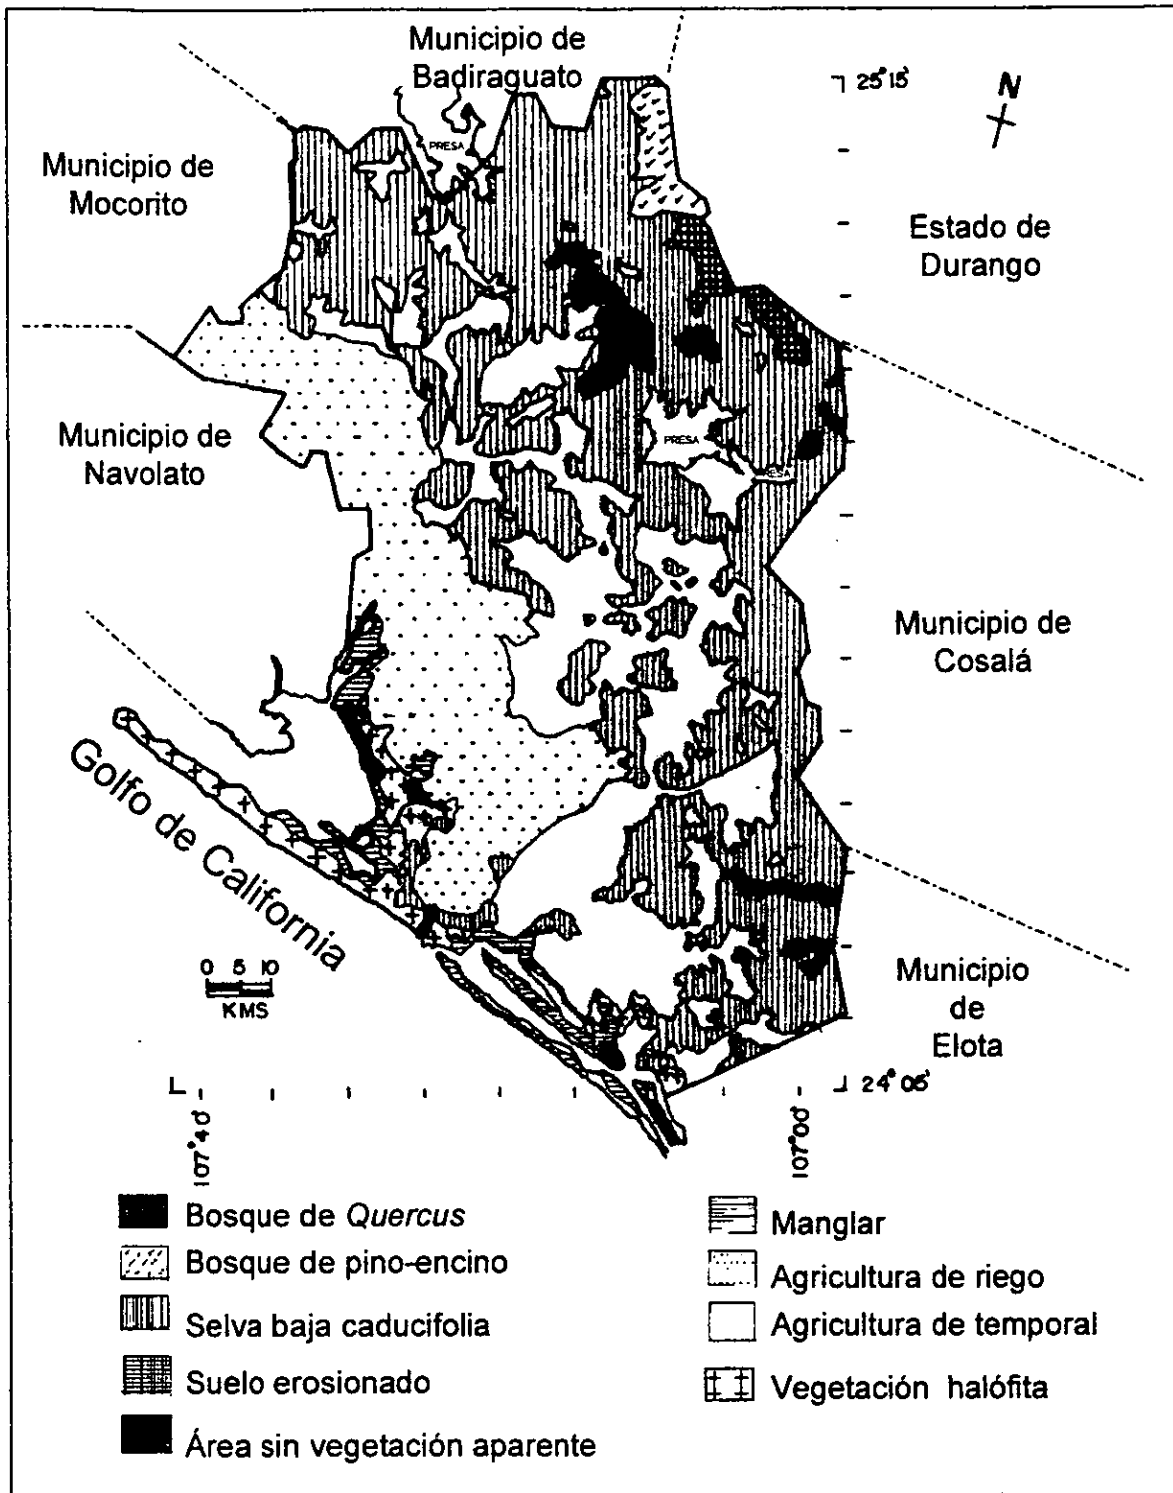 Municipio de
Badiraguato
25° 15'
N
PRESA
Municipio de
Mocorito
Estado de
Durango
Municipio de
Navolato
PRESA
PRESA
Municipio de
Cosalá
Golfo de California
0 5 10
KMS
Municipio
de
Elota
24° 05'
107° 40'
107° 00'
Bosque de Quercus
Bosque de pino-encino
Selva baja caducifolia
Suelo erosionado
Área sin vegetación aparente
Manglar
Agricultura de riego
Agricultura de temporal
Vegetación halófita